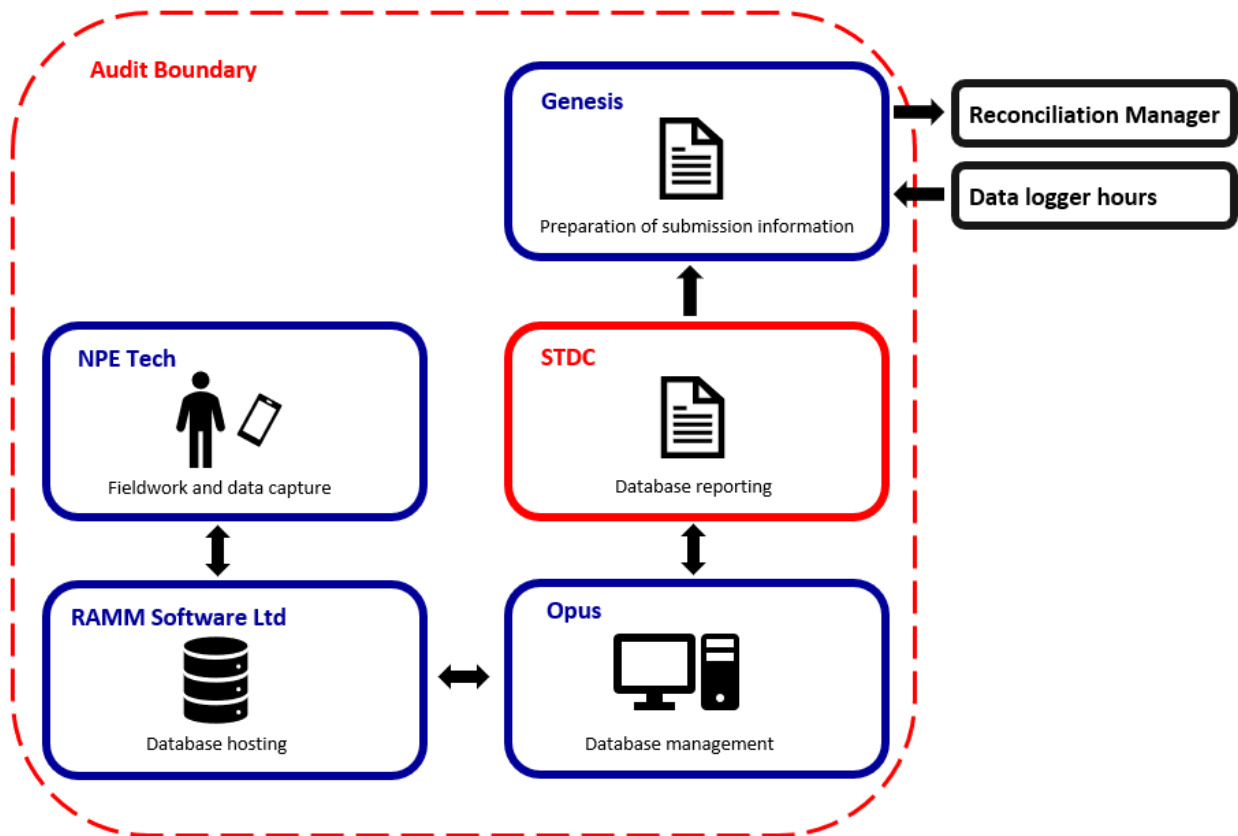 Audit Boundary
Genesis
Preparation of submission information
Reconciliation Manager
Data logger hours
NPE Tech
Fieldwork and data capture
STDC
Database reporting
RAMM Software Ltd
Database hosting
Opus
Database management